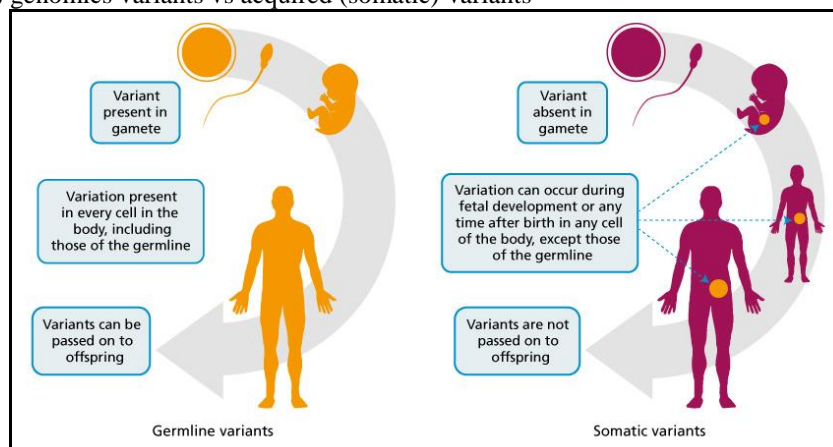 genomics variants vs acquired (somatic) variants
Variant
present in
gamete
Variation present
in every cell in the
body, including
those of the germline
Variants can be
passed on to
offspring
Germline variants
Variant
absent in
gamete
Variation can occur during
fetal development or any
time after birth in any cell
of the body, except those
of the germline
Variants are not
passed on to
offspring
Somatic variants